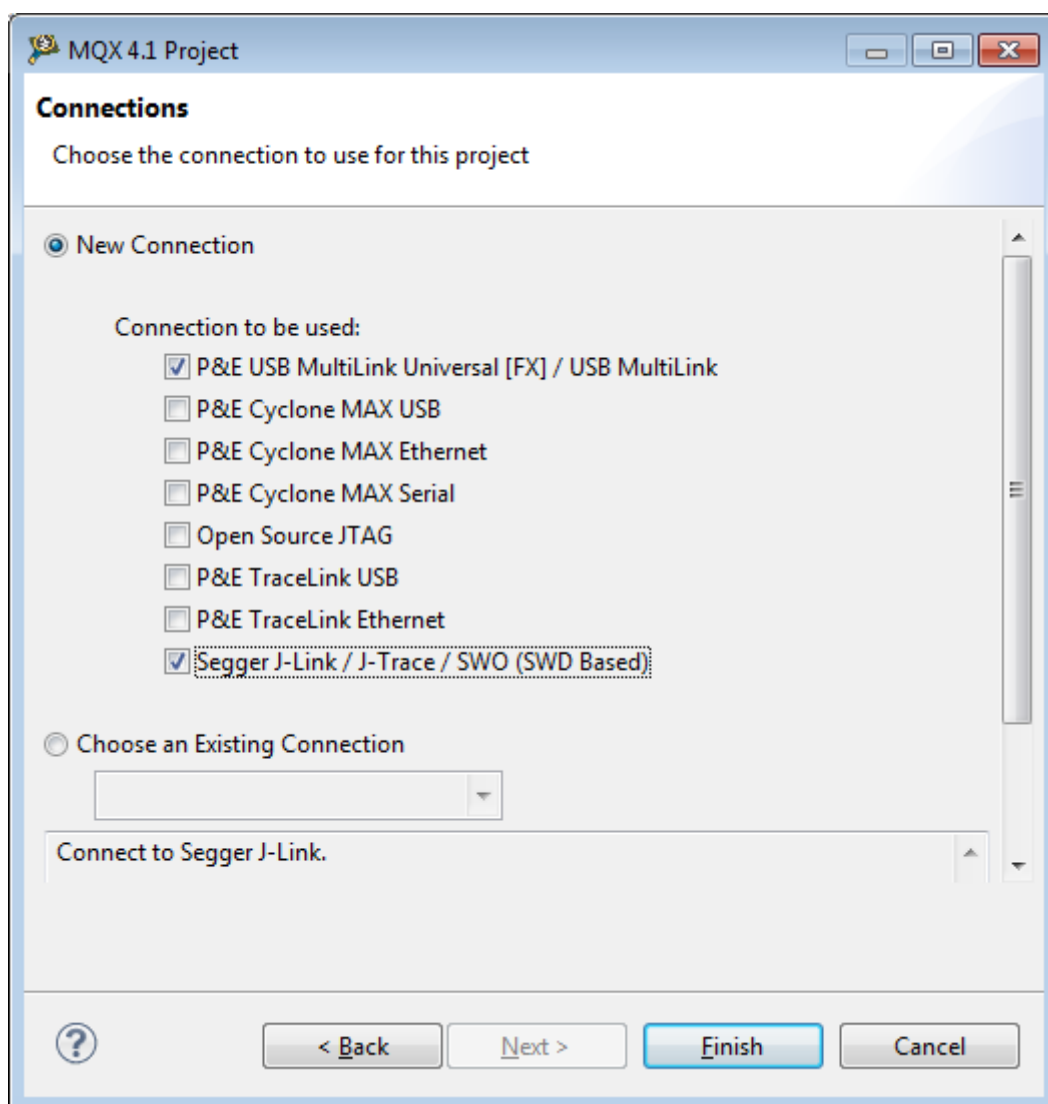 MQX 4.1 Project
Connections
Choose the connection to use for this project
New Connection
Connection to be used:
P&E USB MultiLink Universal [FX] / USB MultiLink
P&E Cyclone MAX USB
P&E Cyclone MAX Ethernet
P&E Cyclone MAX Serial
Open Source JTAG
P&E TraceLink USB
P&E TraceLink Ethernet
Segger J-Link / J-Trace / SWO (SWD Based)
Choose an Existing Connection
Connect to Segger J-Link.
? < Back Next > Finish Cancel